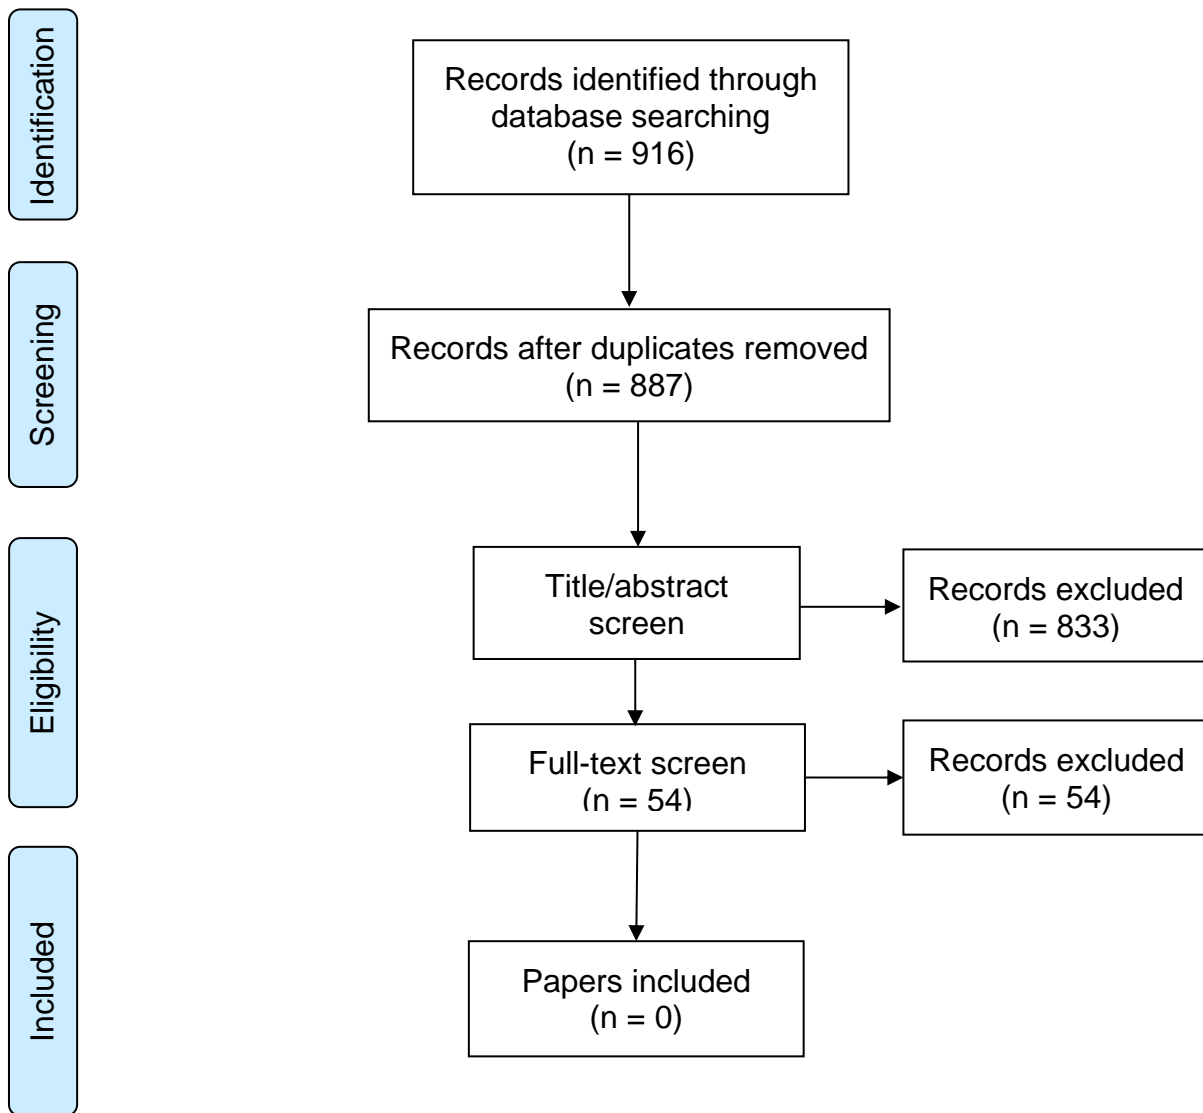 Identification
Records identified through
database searching
(n = 916)
Screening
Records after duplicates removed
(n = 887)
Eligibility
Title/abstract
screen
Records excluded
(n = 833)
Full-text screen
(n = 54)
Records excluded
(n = 54)
Included
Papers included
(n = 0)